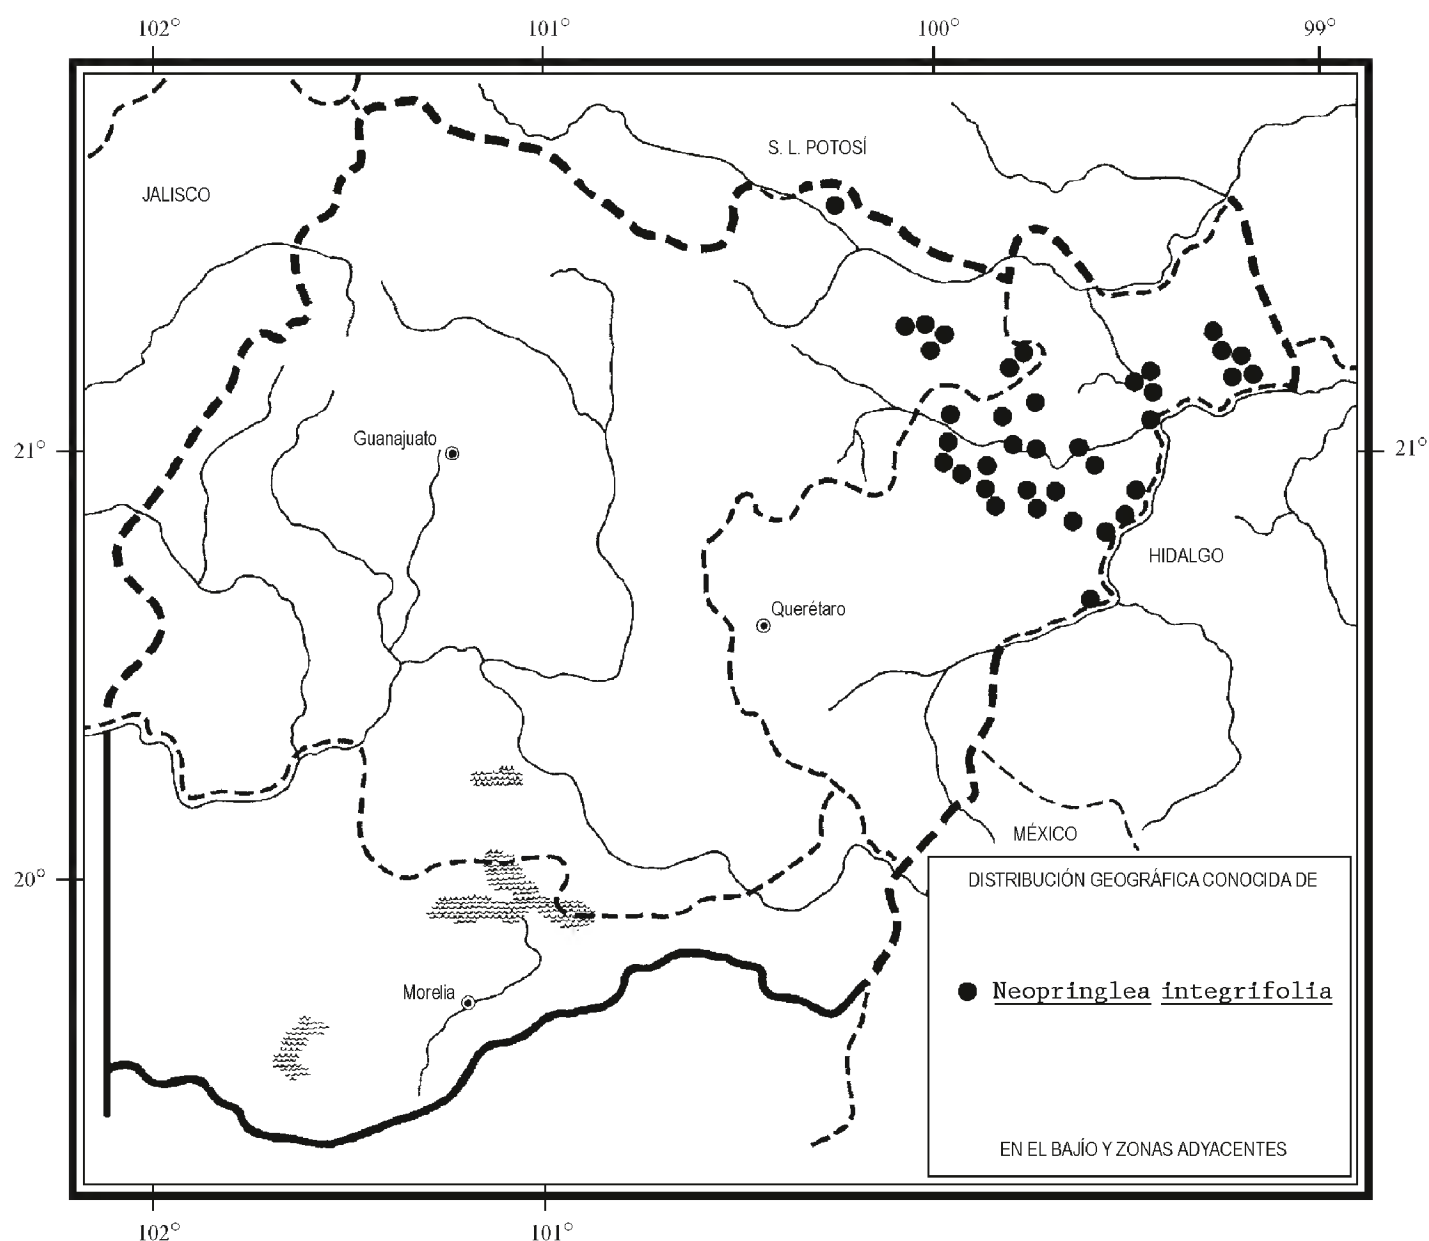 102° 101° 100° 99°
S. L. POTOSÍ
JALISCO
Guanajuato
21° 21°
HIDALGO
Querétaro
MÉXICO
20°
DISTRIBUCIÓN GEOGRÁFICA CONOCIDA DE
Neopringlea integrifolia
Morelia
EN EL BAJÍO Y ZONAS ADYACENTES
102° 101°